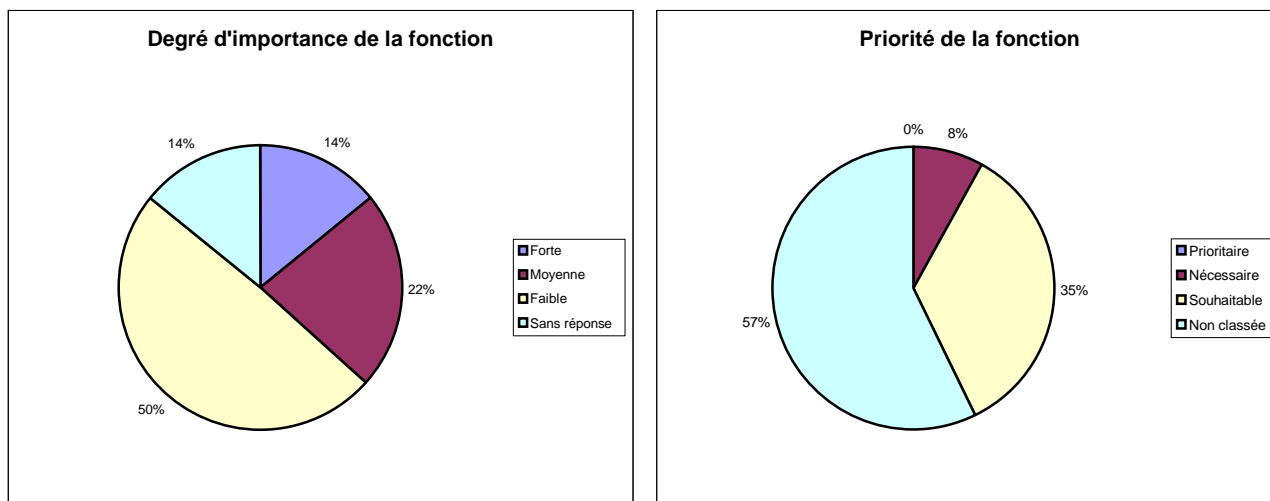 Degré d'importance de la fonction
14%
14%
22%
50%
Forte
Moyenne
Faible
Sans réponse
Priorité de la fonction
0%
8%
35%
57%
Prioritaire
Nécessaire
Souhaitable
Non classée